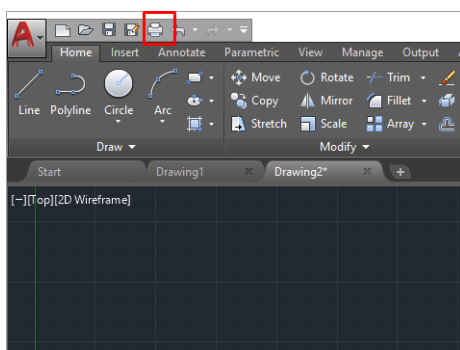 A
Home Insert Annotate Parametric View Manage Output
Line Polyline Circle Arc
Move Rotate Trim
Copy Mirror Fillet
Stretch Scale Array
Draw Modify
Start Drawing1 Drawing2*
[−][Top][2D Wireframe]